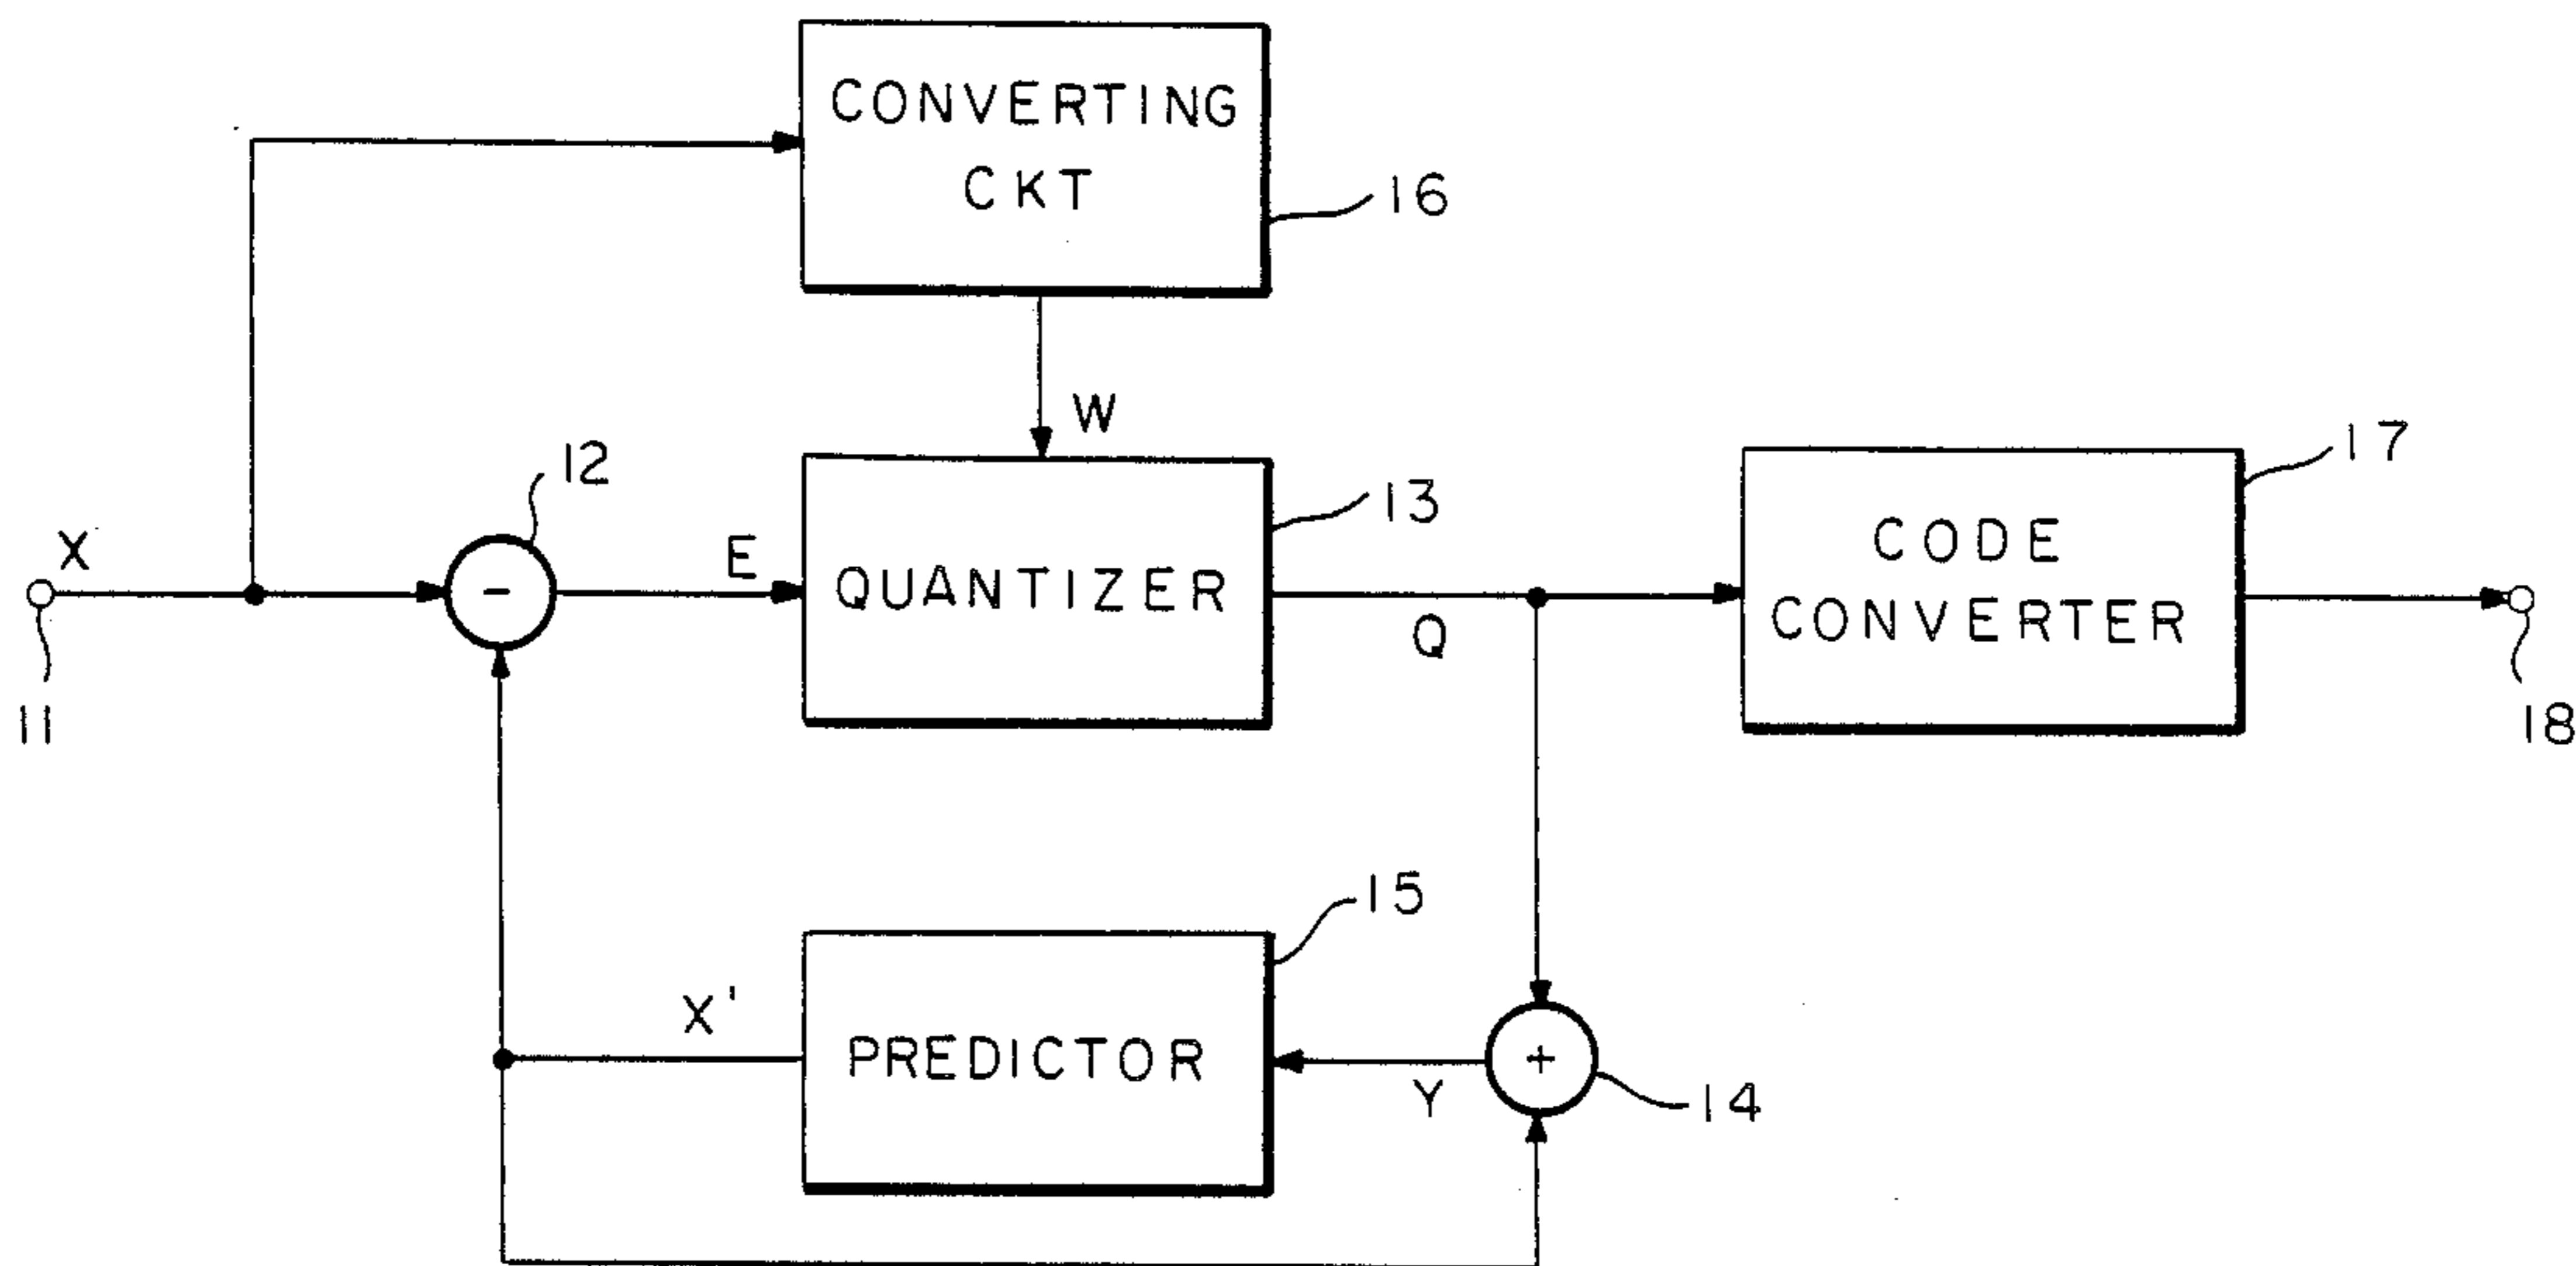 CONVERTING
CKT
16
W
12
13
17
X
E
QUANTIZER
Q
CODE
CONVERTER
11
18
15
X'
PREDICTOR
Y
+
14
-